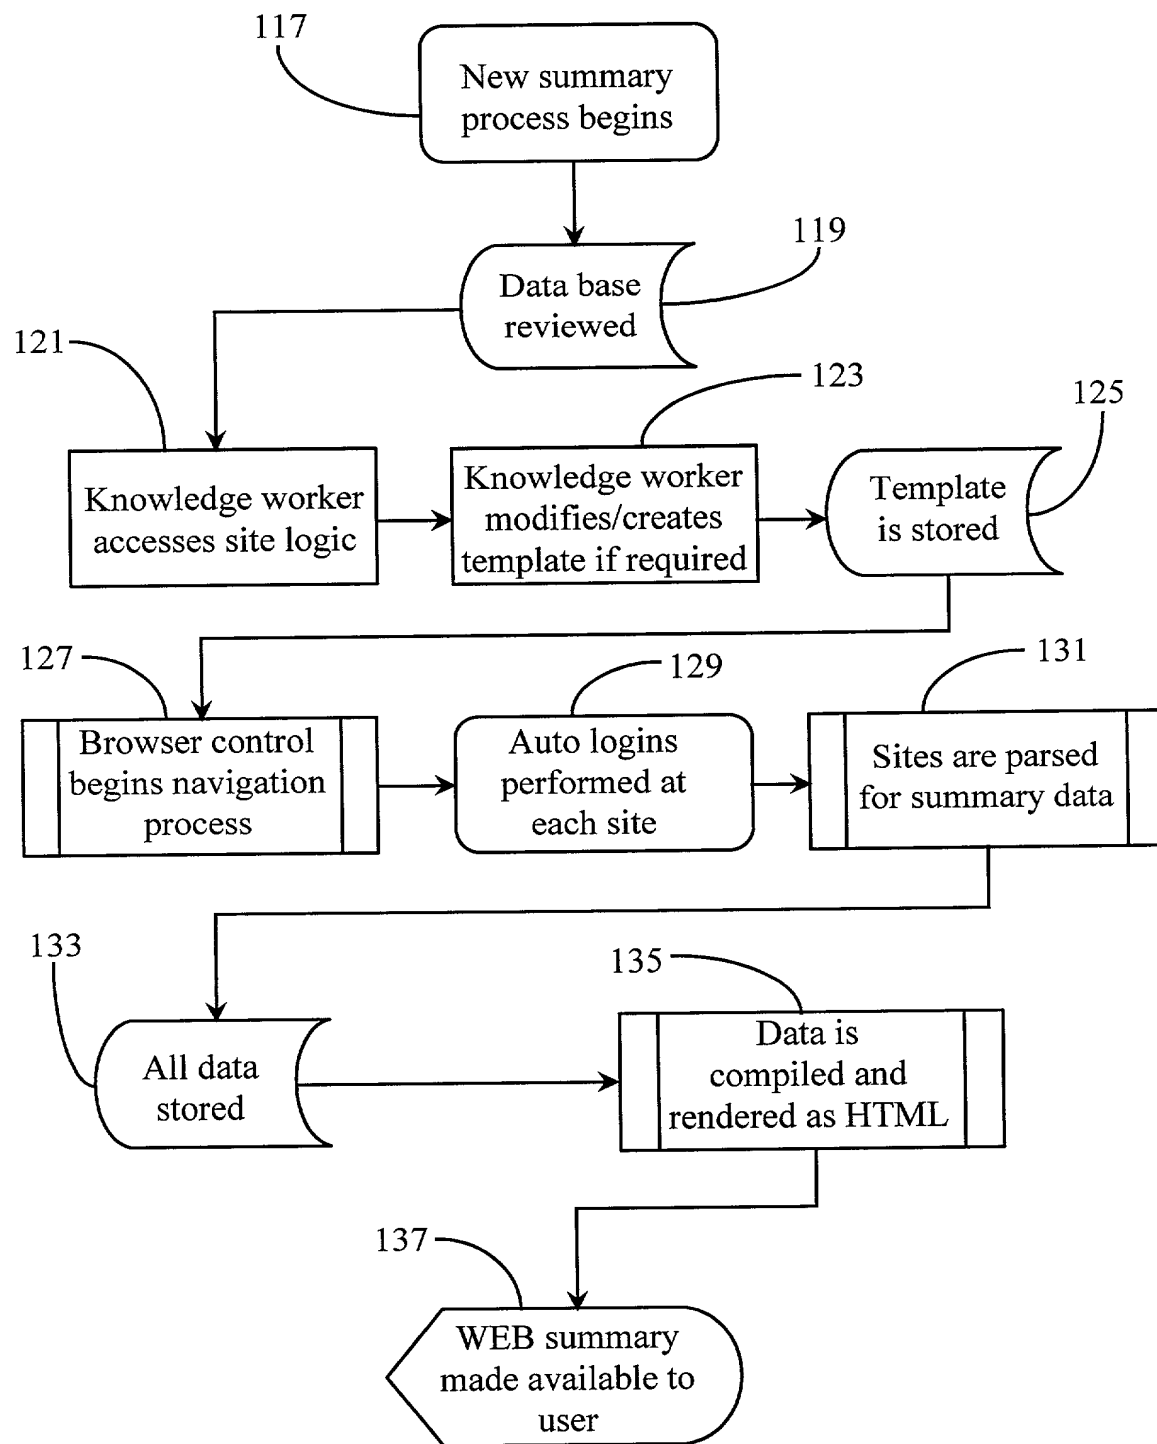 117
New summary
process begins
119
Data base
reviewed
121
123
125
Knowledge worker
accesses site logic
Knowledge worker
modifies/creates
template if required
Template
is stored
127
129
131
Browser control
begins navigation
process
Auto logins
performed at
each site
Sites are parsed
for summary data
133
135
All data
stored
Data is
compiled and
rendered as HTML
137
WEB summary
made available to
user